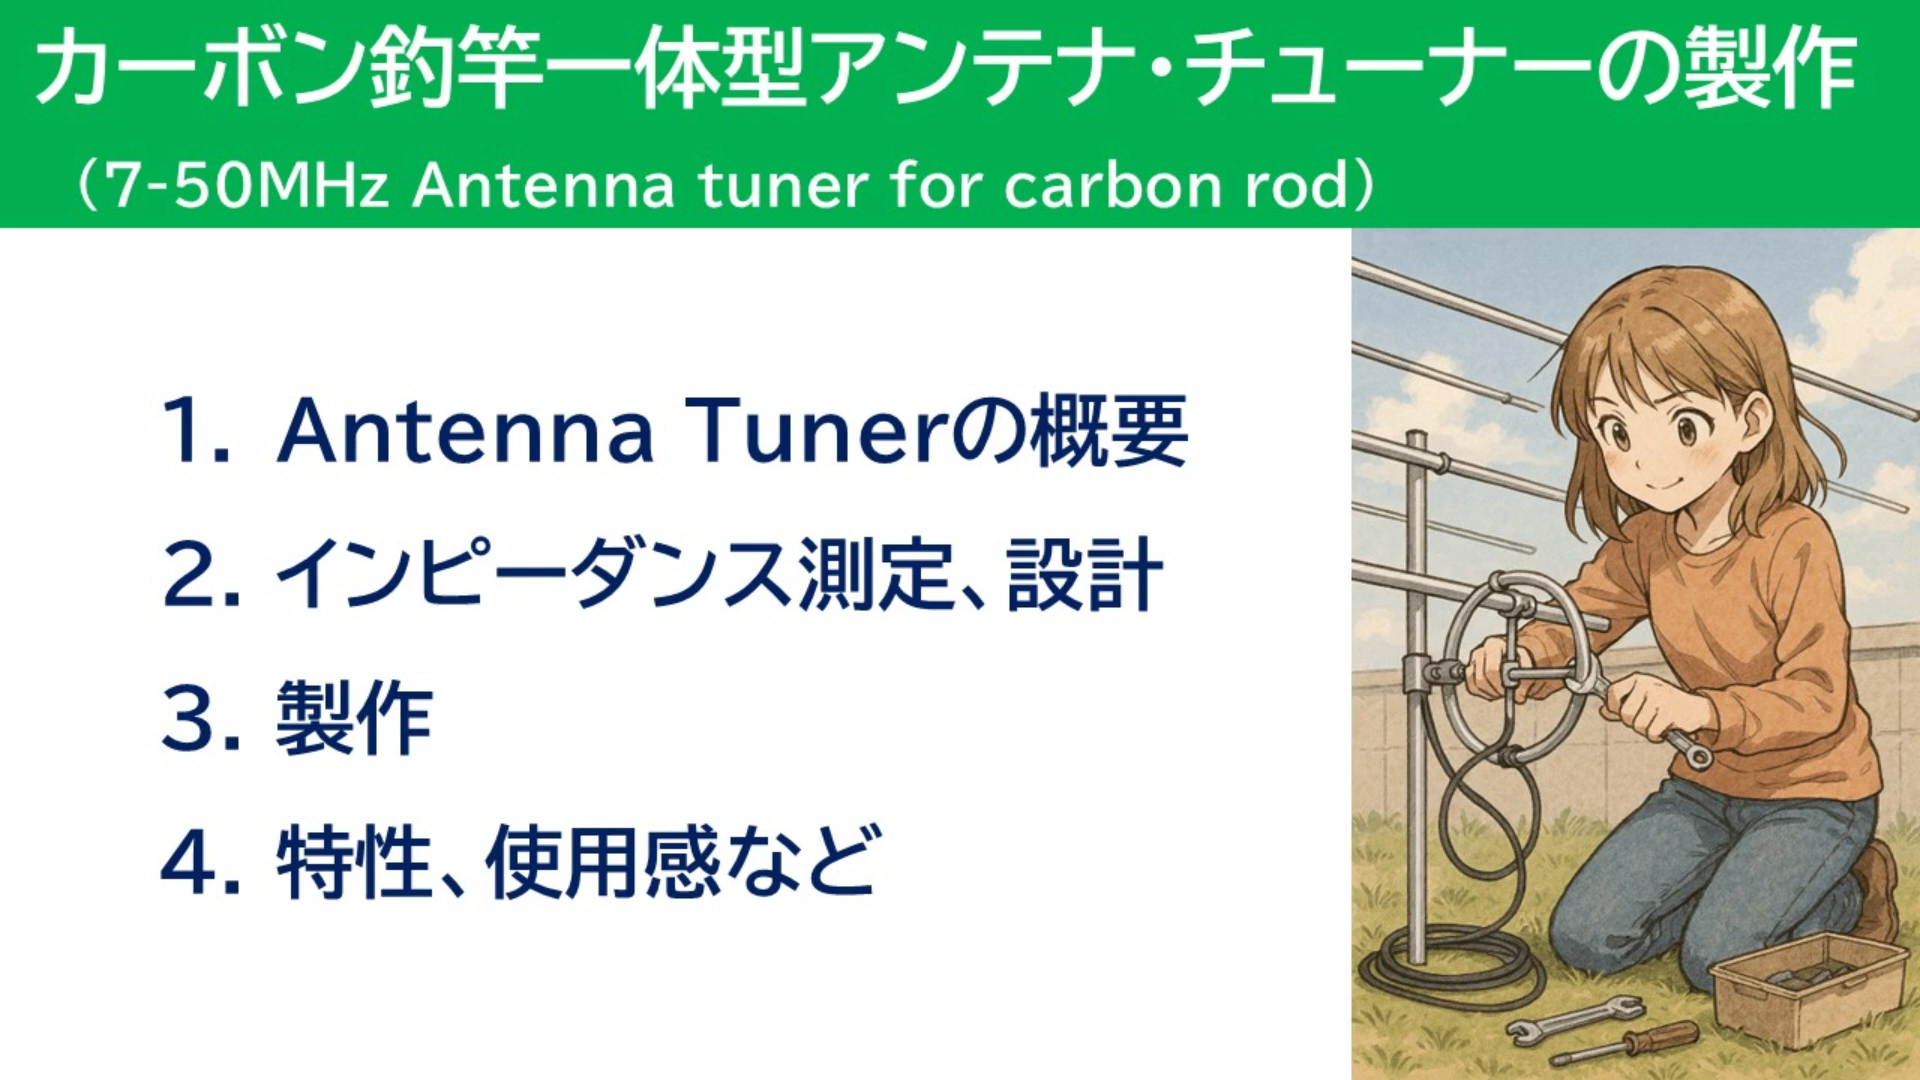 カーボン釣竿一体型アンテナ・チューナーの製作
（7-50MHz Antenna tuner for carbon rod）
1. Antenna Tunerの概要
2. インピーダンス測定、設計
3. 製作
4. 特性、使用感など